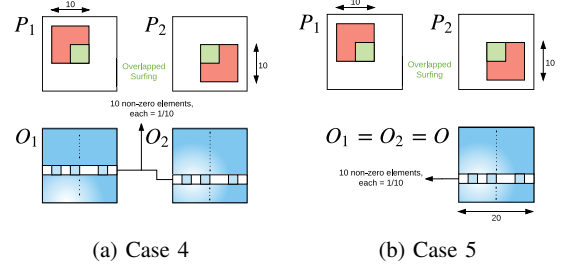 10
P1
P2
Overlapped
Surfing
10
10 non-zero elements,
each = 1/10
O1
O2
(a) Case 4
10
P1
P2
Overlapped
Surfing
10
O1 = O2 = O
10 non-zero elements,
each = 1/10
20
(b) Case 5